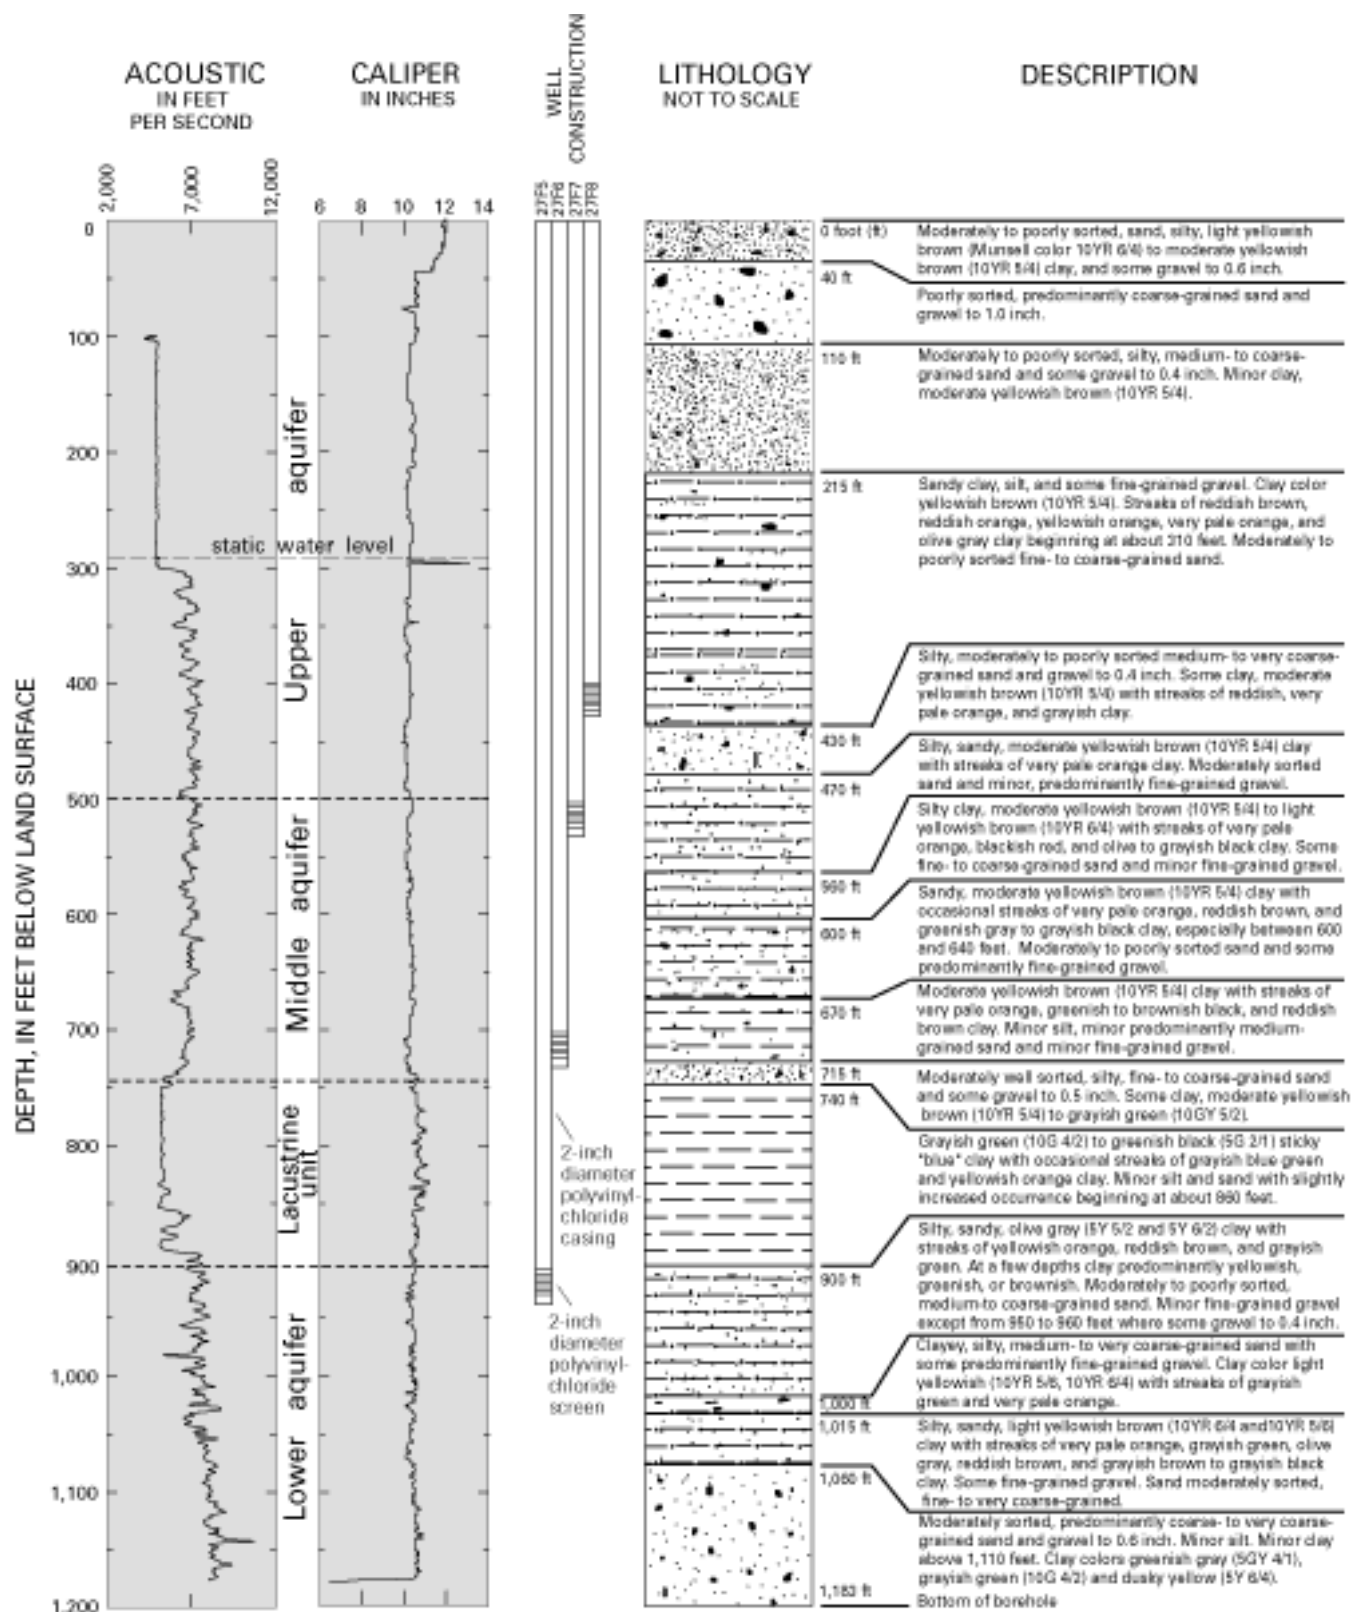 ACOUSTIC
IN FEET
PER SECOND
CALIPER
IN INCHES
WELL
CONSTRUCTION
LITHOLOGY
NOT TO SCALE
DESCRIPTION
2,000
7,000
12,000
6 8 10 12 14
27F5
27F6
27F7
27F8
DEPTH, IN FEET BELOW LAND SURFACE
0
100
200
300
400
500
600
700
800
900
1,000
1,100
1,200
Upper aquifer
static water level
Middle aquifer
Lacustrine
unit
Lower aquifer
2-inch
diameter
polyvinyl-
chloride
casing
2-inch
diameter
polyvinyl-
chloride
screen
0 foot (ft)
40 ft
110 ft
215 ft
430 ft
470 ft
560 ft
600 ft
670 ft
715 ft
740 ft
900 ft
1,000 ft
1,015 ft
1,060 ft
1,182 ft
Moderately to poorly sorted, sand, silty, light yellowish
brown (Munsell color 10YR 6/4) to moderate yellowish
brown (10YR 5/4) clay, and some gravel to 0.6 inch.
Poorly sorted, predominantly coarse-grained sand and
gravel to 1.0 inch.
Moderately to poorly sorted, silty, medium- to coarse-
grained sand and some gravel to 0.4 inch. Minor clay,
moderate yellowish brown (10YR 5/4).
Sandy clay, silt, and some fine-grained gravel. Clay color
yellowish brown (10YR 5/4). Streaks of reddish brown,
reddish orange, yellowish orange, very pale orange, and
olive gray clay beginning at about 210 feet. Moderately to
poorly sorted fine- to coarse-grained sand.
Silty, moderately to poorly sorted medium- to very coarse-
grained sand and gravel to 0.4 inch. Some clay, moderate
yellowish brown (10YR 5/4) with streaks of reddish, very
pale orange, and grayish clay.
Silty, sandy, moderate yellowish brown (10YR 5/4) clay
with streaks of very pale orange clay. Moderately sorted
sand and minor, predominantly fine-grained gravel.
Silty clay, moderate yellowish brown (10YR 5/4) to light
yellowish brown (10YR 6/4) with streaks of very pale
orange, blackish red, and olive to grayish black clay. Some
fine- to coarse-grained sand and minor fine-grained gravel.
Sandy, moderate yellowish brown (10YR 5/4) clay with
occasional streaks of very pale orange, reddish brown, and
greenish gray to grayish black clay, especially between 600
and 640 feet. Moderately to poorly sorted sand and some
predominantly fine-grained gravel.
Moderate yellowish brown (10YR 5/4) clay with streaks of
very pale orange, greenish to brownish black, and reddish
brown clay. Minor silt, minor predominantly medium-
grained sand and minor fine-grained gravel.
Moderately well sorted, silty, fine- to coarse-grained sand
and some gravel to 0.5 inch. Some clay, moderate yellowish
brown (10YR 5/4) to grayish green (10GY 5/2).
Grayish green (10G 4/2) to greenish black (5G 2/1) sticky
"blue" clay with occasional streaks of grayish blue green
and yellowish orange clay. Minor silt and sand with slightly
increased occurrence beginning at about 860 feet.
Silty, sandy, olive gray (5Y 5/2 and 5Y 6/2) clay with
streaks of yellowish orange, reddish brown, and grayish
green. At a few depths clay predominantly yellowish,
greenish, or brownish. Moderately to poorly sorted,
medium-to coarse-grained sand. Minor fine-grained gravel
except from 950 to 960 feet where some gravel to 0.4 inch.
Clayey, silty, medium- to very coarse-grained sand with
some predominantly fine-grained gravel. Clay color light
yellowish (10YR 5/6, 10YR 6/4) with streaks of grayish
green and very pale orange.
Silty, sandy, light yellowish brown (10YR 6/4 and10YR 5/6)
clay with streaks of very pale orange, grayish green, olive
gray, reddish brown, and grayish brown to grayish black
clay. Some fine-grained gravel. Sand moderately sorted,
fine- to very coarse-grained.
Moderately sorted, predominantly coarse- to very coarse-
grained sand and gravel to 0.6 inch. Minor silt. Minor clay
above 1,110 feet. Clay colors greenish gray (5GY 4/1),
grayish green (10G 4/2) and dusky yellow (5Y 6/4).
Bottom of borehole